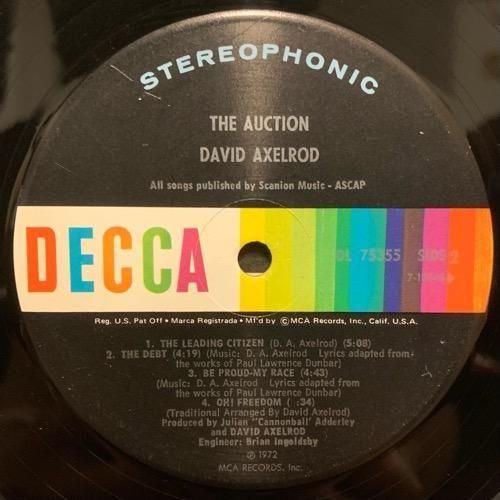 STEREOPHONIC
THE AUCTION
DAVID AXELROD
All songs published by Scanion Music - ASCAP
DECCA
DL 75355 SIDE 2
Reg. U.S. Pat Off • Marca Registrada • Mf'd by ©MCA Records, Inc., Calif. U.S.A.
1. THE LEADING CITIZEN (D. A. Axelrod) (5:08)
2. THE DEBT (4:19) (Music: D. A. Axelrod Lyrics adapted from
the works of Paul Lawrence Dunbar)
3. BE PROUD-MY RACE (4:43)
(Music: D. A. Axelrod Lyrics adapted from
the works of Paul Lawrence Dunbar)
4. OH! FREEDOM ( :34)
(Traditional Arranged By David Axelrod)
Produced by Julian "Cannonball' Adderley
and DAVID AXELROD
Engineer: Brian Ingoldsby
℗ 1972
MCA RECORDS, Inc.